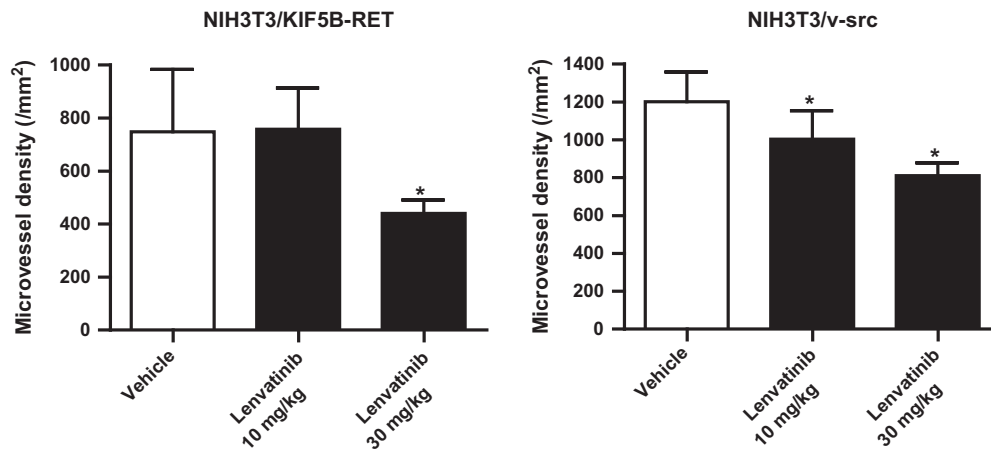 NIH3T3/KIF5B-RET
Microvessel density (/mm²)
1000
800
600
400
200
0
*
Vehicle
Lenvatinib
10 mg/kg
Lenvatinib
30 mg/kg
NIH3T3/v-src
Microvessel density (/mm²)
1400
1200
1000
800
600
400
200
0
*
*
Vehicle
Lenvatinib
10 mg/kg
Lenvatinib
30 mg/kg